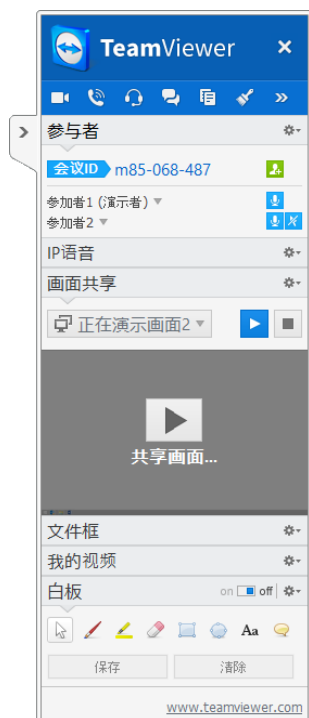 TeamViewer
参与者
会议ID m85-068-487
参加者1 (演示者)
参加者2
IP语音
画面共享
正在演示画面2
共享画面...
文件框
我的视频
白板 on off
Aa
保存 清除
www.teamviewer.com